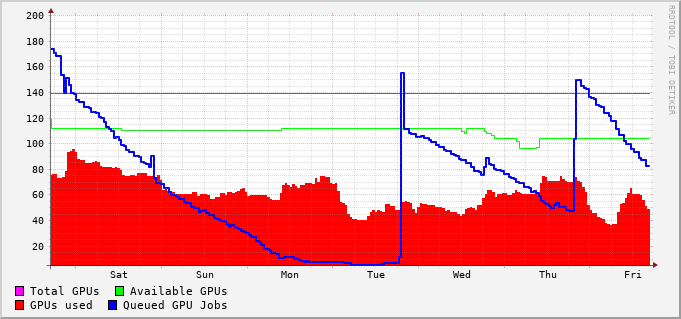 200
180
160
140
120
100
80
60
40
20
Sat Sun Mon Tue Wed Thu Fri
Total GPUs Available GPUs
GPUs used Queued GPU Jobs
RRDTOOL / TOBI OETIKER